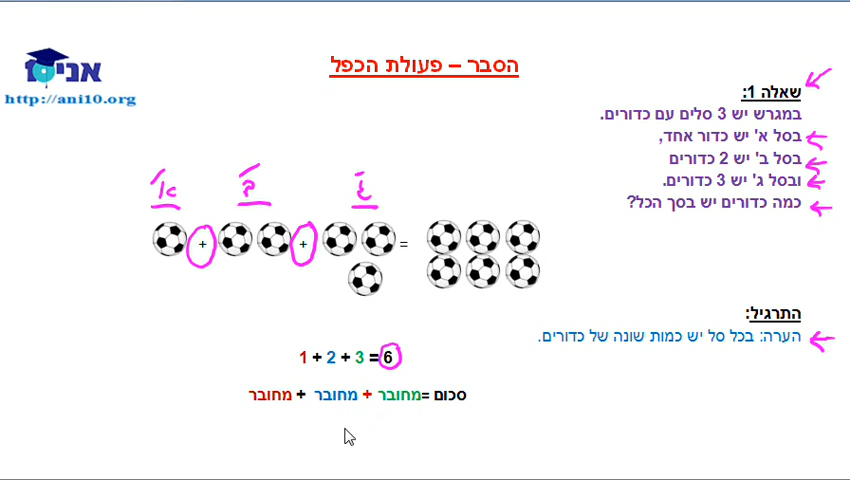 הסבר – פעולת הכפל
אני10
http://ani10.org
שאלה 1:
במגרש יש 3 סלים עם כדורים.
בסל א' יש כדור אחד,
בסל ב' יש 2 כדורים
ובסל ג' יש 3 כדורים.
כמה כדורים יש בסך הכל?
א' ב' ג'
+ + =
התרגיל:
הערה: בכל סל יש כמות שונה של כדורים.
1 + 2 + 3 = 6
מחובר + מחובר + מחובר = סכום